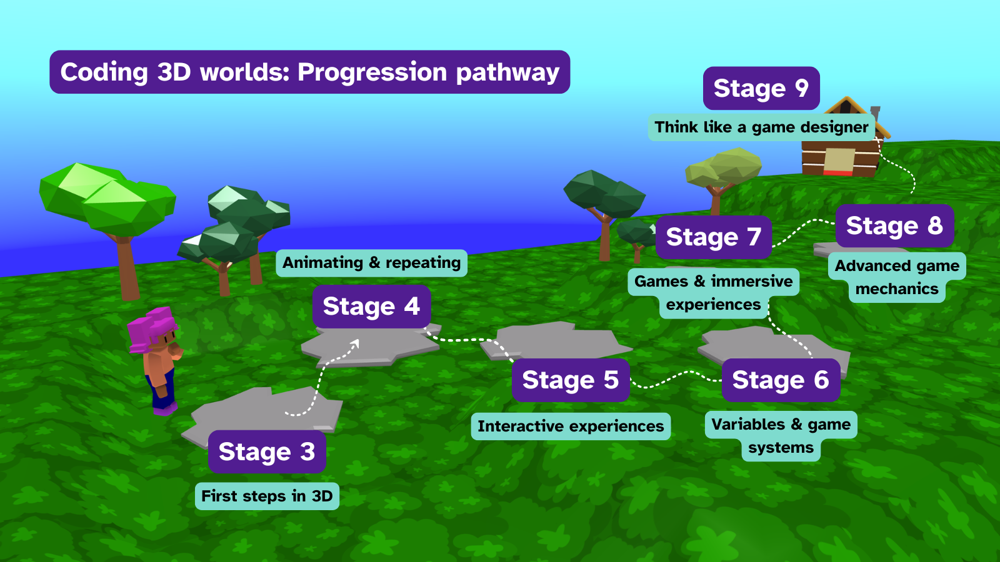 Coding 3D worlds: Progression pathway
Stage 3
First steps in 3D
Animating & repeating
Stage 4
Stage 5
Interactive experiences
Stage 6
Variables & game
systems
Stage 7
Games & immersive
experiences
Stage 8
Advanced game
mechanics
Stage 9
Think like a game designer